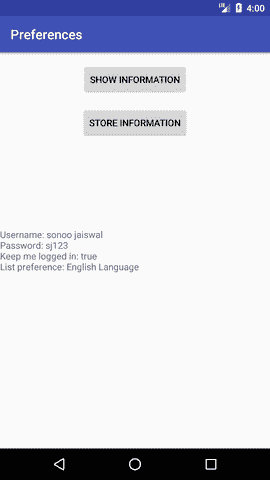 4:00
Preferences
SHOW INFORMATION
STORE INFORMATION
Username: sonoo jaiswal
Password: sj123
Keep me logged in: true
List preference: English Language